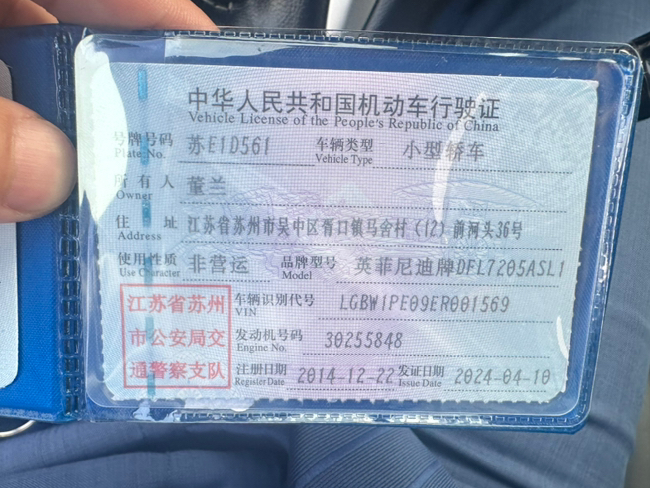 中华人民共和国机动车行驶证
Vehicle License of the People's Republic of China
号牌号码 苏E1D561 车辆类型 小型轿车
Plate No. Vehicle Type
所有人 董兰
Owner
住址 江苏省苏州市吴中区胥口镇马舍村(12)前河头36号
Address
使用性质 非营运 品牌型号 英菲尼迪牌DFL7205ASL1
Use Character Model
江苏省苏州 车辆识别代号 LGBW1PE09ER001569
VIN
市公安局交 发动机号码 30255848
Engine No.
通警察支队 注册日期 2014-12-22 发证日期 2024-04-10
Register Date Issue Date